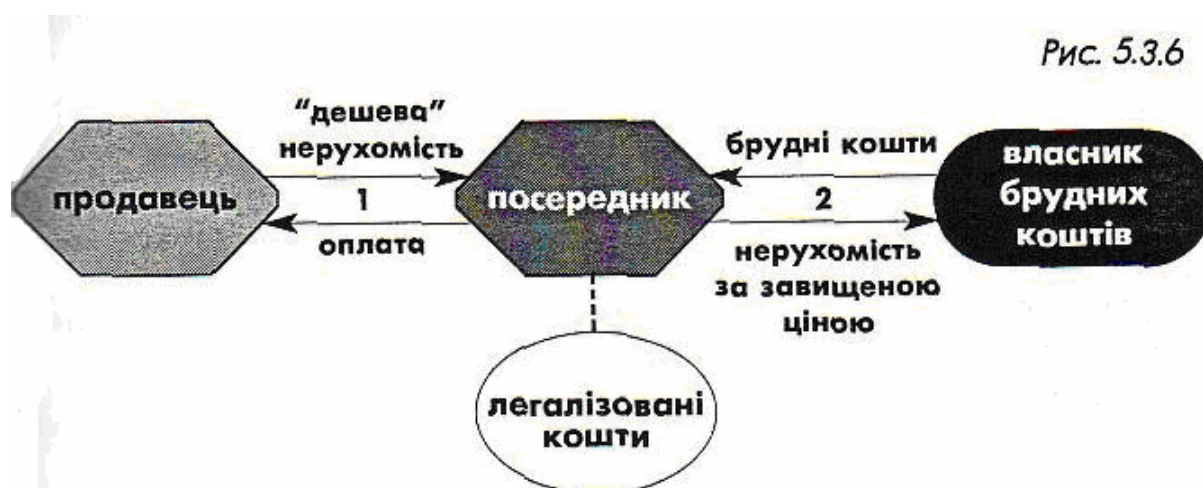 Рис. 5.3.6
"дешева"
нерухомість
1
оплата
продавець
посередник
брудні кошти
2
нерухомість
за завищеною
ціною
власник
брудних
коштів
легалізовані
кошти